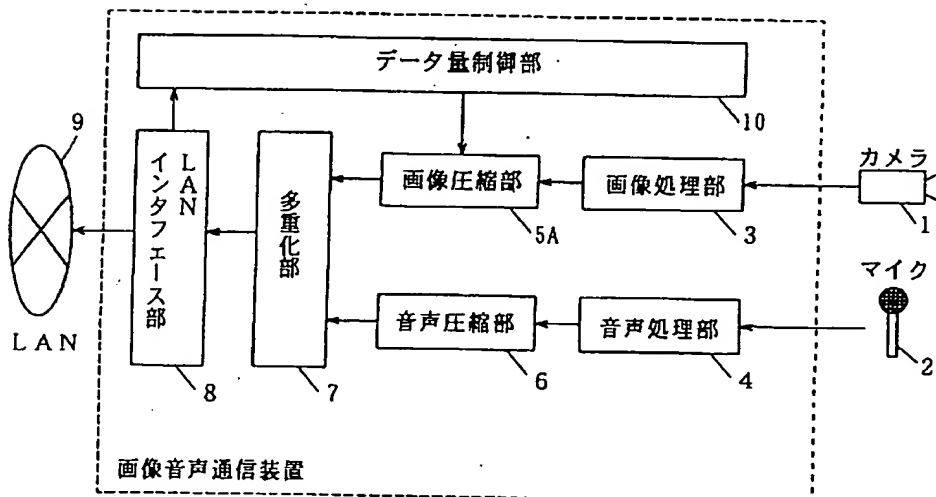 データ量制御部
10
9
LAN
LAN
インタフェース部
8
多重化部
7
画像圧縮部
5A
画像処理部
3
カメラ
1
音声圧縮部
6
音声処理部
4
マイク
2
画像音声通信装置